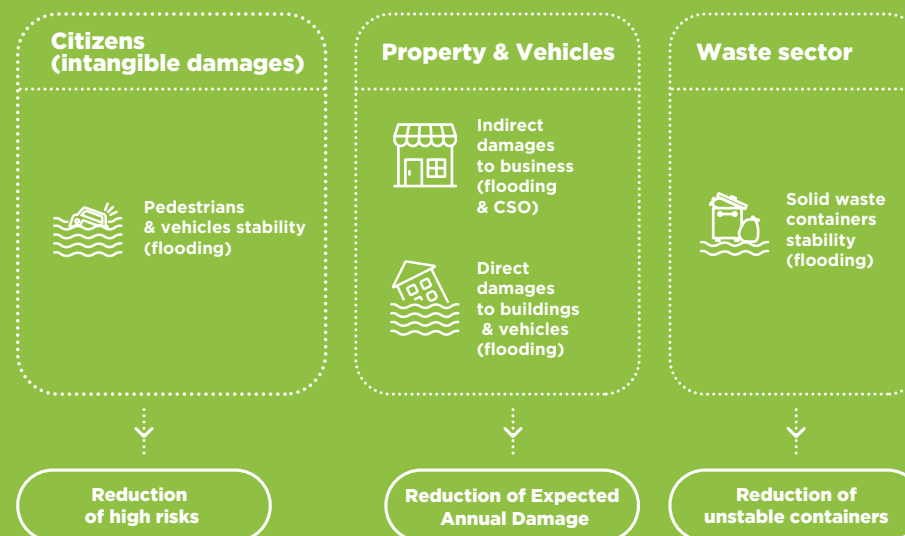 Citizens
(intangible damages)
Pedestrians
& vehicles stability
(flooding)
Reduction
of high risks
Property & Vehicles
Indirect
damages
to business
(flooding
& CSO)
Direct
damages
to buildings
& vehicles
(flooding)
Reduction of Expected
Annual Damage
Waste sector
Solid waste
containers
stability
(flooding)
Reduction of
unstable containers